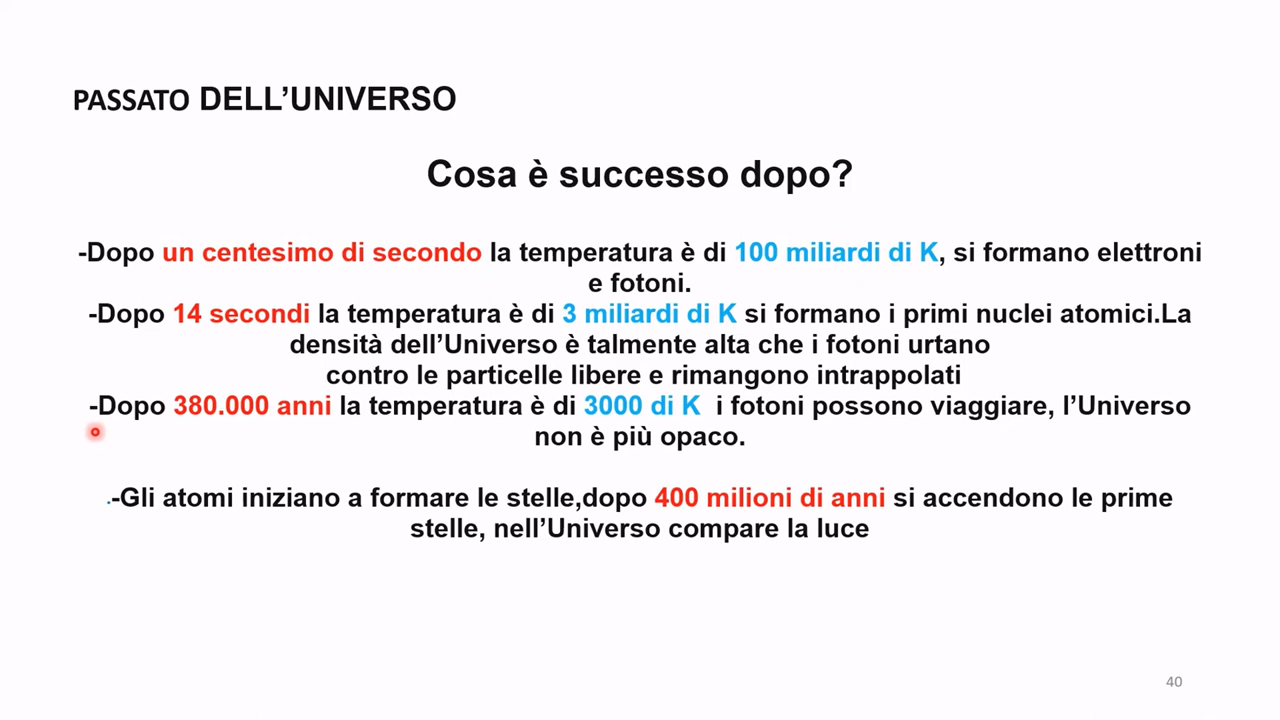 PASSATO DELL’UNIVERSO
Cosa è successo dopo?
-Dopo un centesimo di secondo la temperatura è di 100 miliardi di K, si formano elettroni
e fotoni.
-Dopo 14 secondi la temperatura è di 3 miliardi di K si formano i primi nuclei atomici.La
densità dell’Universo è talmente alta che i fotoni urtano
contro le particelle libere e rimangono intrappolati
-Dopo 380.000 anni la temperatura è di 3000 di K i fotoni possono viaggiare, l’Universo
non è più opaco.
.-Gli atomi iniziano a formare le stelle,dopo 400 milioni di anni si accendono le prime
stelle, nell’Universo compare la luce
40